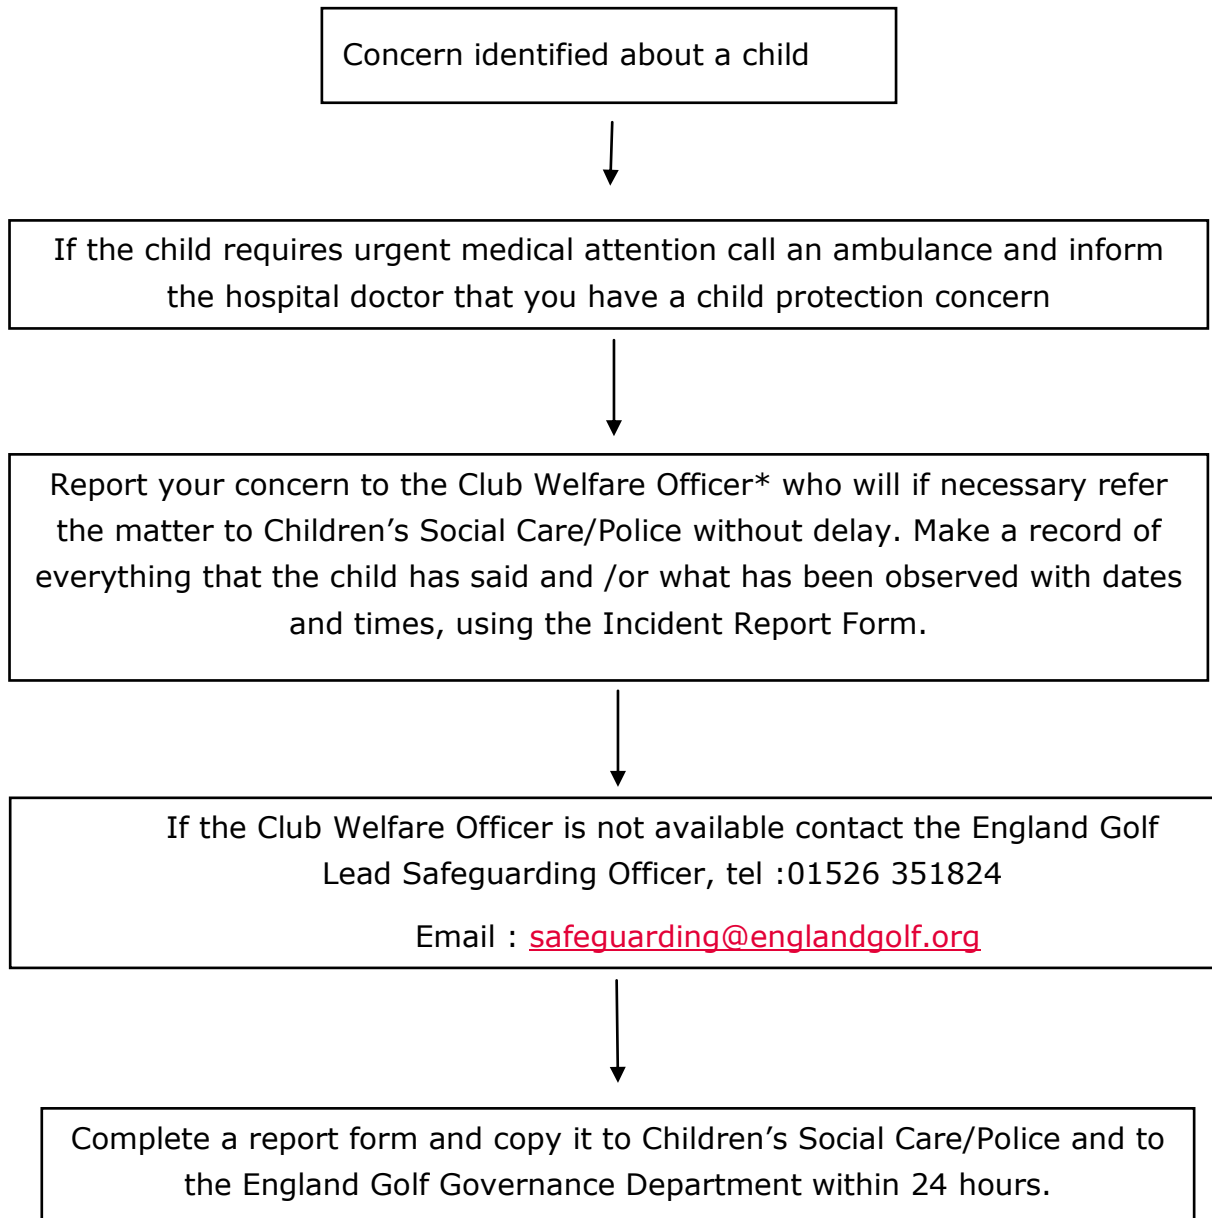 Concern identified about a child
If the child requires urgent medical attention call an ambulance and inform
the hospital doctor that you have a child protection concern
Report your concern to the Club Welfare Officer* who will if necessary refer
the matter to Children’s Social Care/Police without delay. Make a record of
everything that the child has said and /or what has been observed with dates
and times, using the Incident Report Form.
If the Club Welfare Officer is not available contact the England Golf
Lead Safeguarding Officer, tel :01526 351824
Email : safeguarding@englandgolf.org
Complete a report form and copy it to Children’s Social Care/Police and to
the England Golf Governance Department within 24 hours.